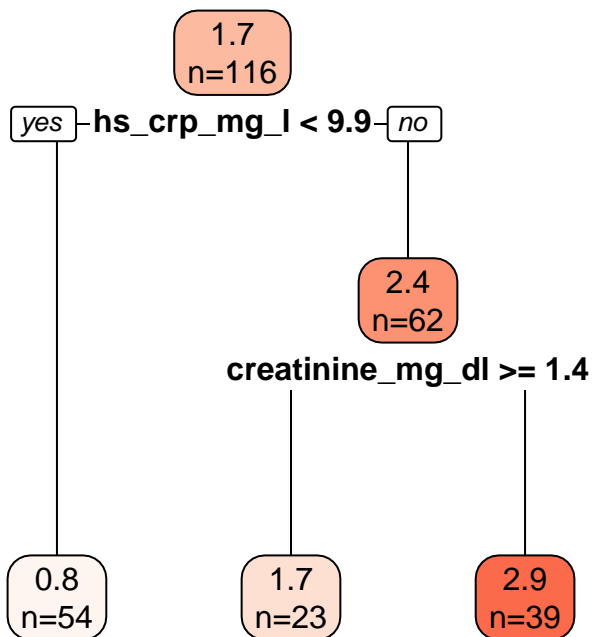 1.7
n=116
yes hs_crp_mg_l < 9.9 no
2.4
n=62
creatinine_mg_dl >= 1.4
0.8
n=54
1.7
n=23
2.9
n=39